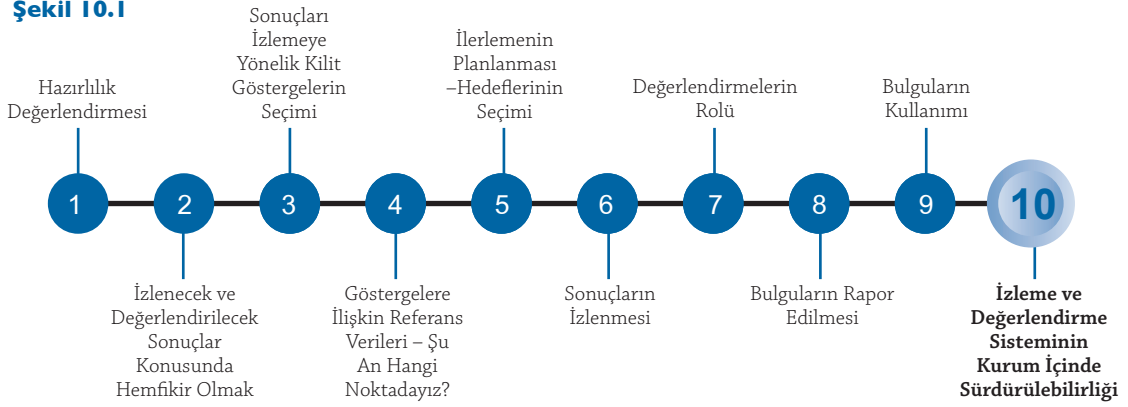 Şekil 10.1
Hazırlılık
Değerlendirmesi
Sonuçları
İzlemeye
Yönelik Kilit
Göstergelerin
Seçimi
İlerlemenin
Planlanması
–Hedeflerinin
Seçimi
Değerlendirmelerin
Rolü
Bulguların
Kullanımı
1
2
3
4
5
6
7
8
9
10
İzlenecek ve
Değerlendirilecek
Sonuçlar
Konusunda
Hemfikir Olmak
Göstergelere
İlişkin Referans
Verileri – Şu
An Hangi
Noktadayız?
Sonuçların
İzlenmesi
Bulguların Rapor
Edilmesi
İzleme ve
Değerlendirme
Sisteminin
Kurum İçinde
Sürdürülebilirliği